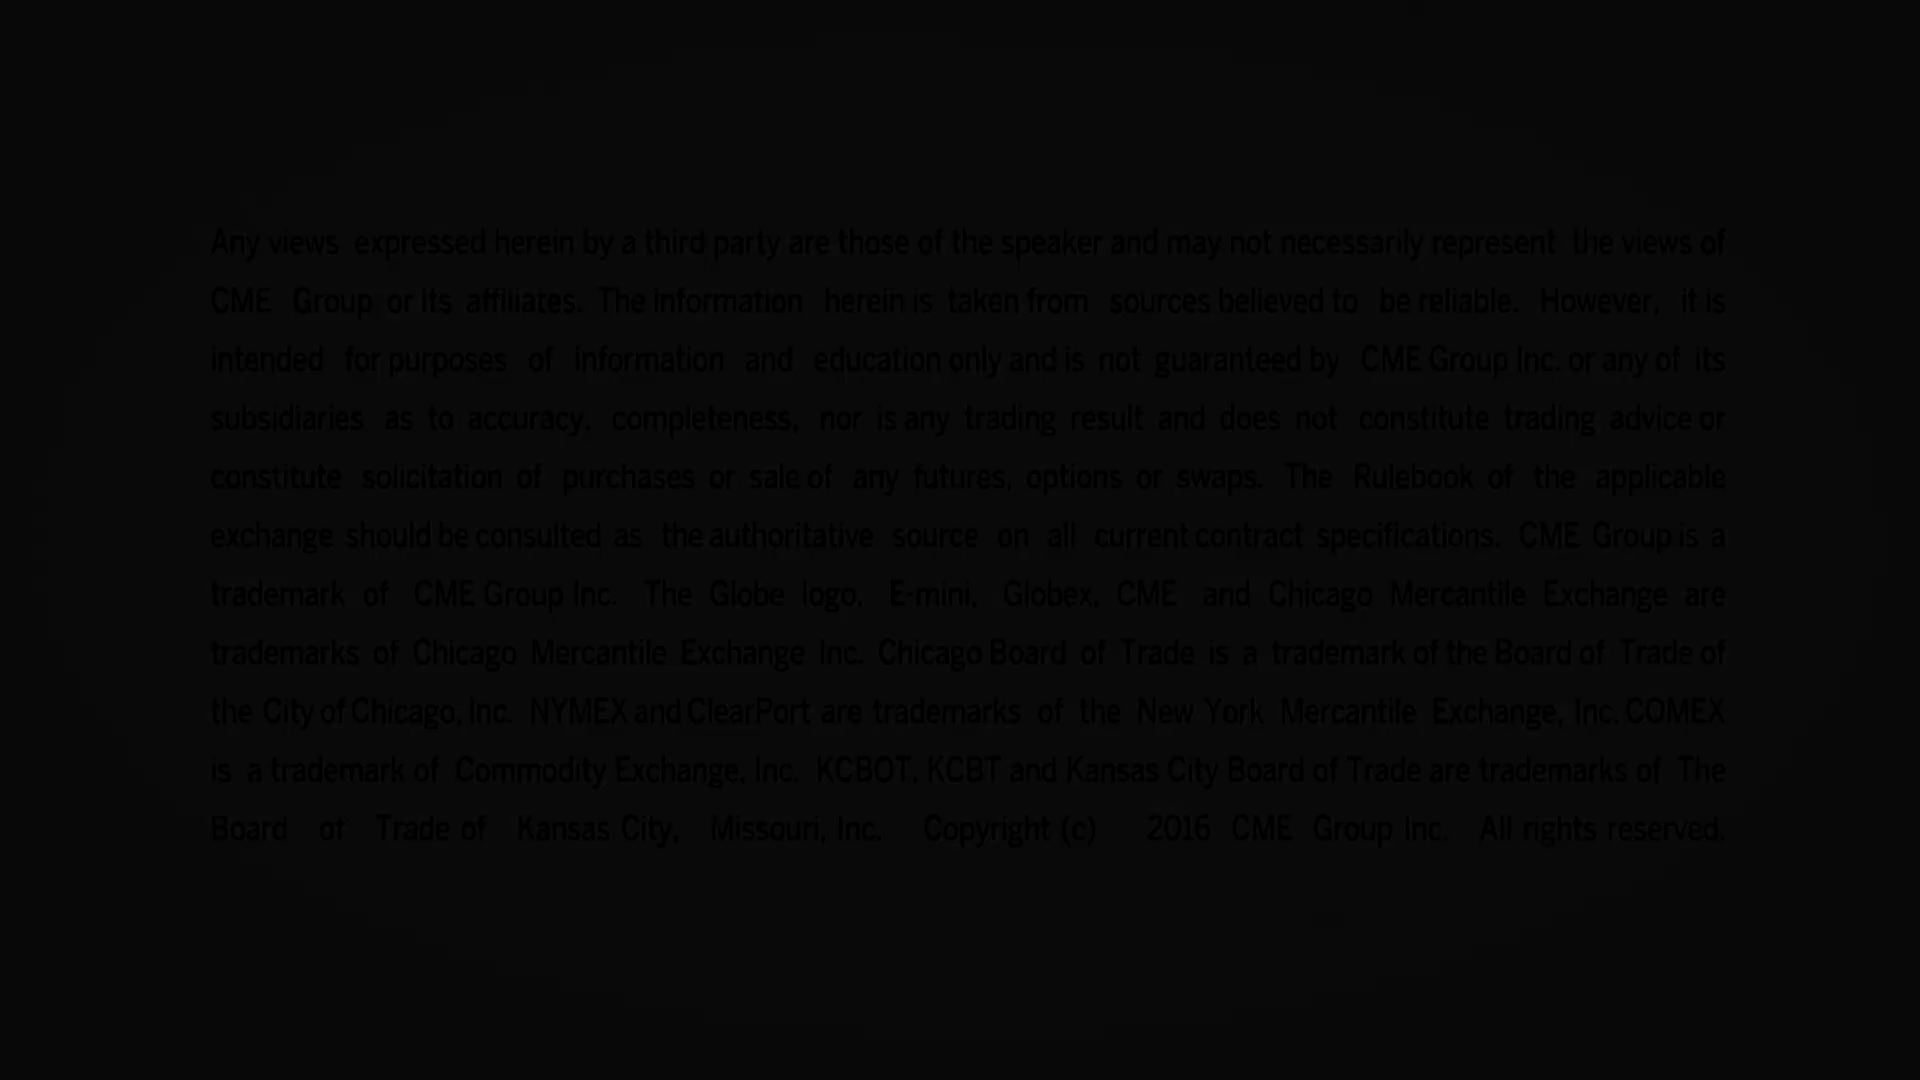 Any views expressed herein by a third party are those of the speaker and may not necessarily represent the views of
CME Group or its affiliates. The information herein is taken from sources believed to be reliable. However, it is
intended for purposes of information and education only and is not guaranteed by CME Group Inc. or any of its
subsidiaries as to accuracy, completeness, nor is any trading result and does not constitute trading advice or
constitute solicitation of purchases or sale of any futures, options or swaps. The Rulebook of the applicable
exchange should be consulted as the authoritative source on all current contract specifications. CME Group is a
trademark of CME Group Inc. The Globe logo, E-mini, Globex, CME and Chicago Mercantile Exchange are
trademarks of Chicago Mercantile Exchange Inc. Chicago Board of Trade is a trademark of the Board of Trade of
the City of Chicago, Inc. NYMEX and ClearPort are trademarks of the New York Mercantile Exchange, Inc. COMEX
is a trademark of Commodity Exchange, Inc. KCBOT, KCBT and Kansas City Board of Trade are trademarks of The
Board of Trade of Kansas City, Missouri, Inc. Copyright (c) 2016 CME Group Inc. All rights reserved.